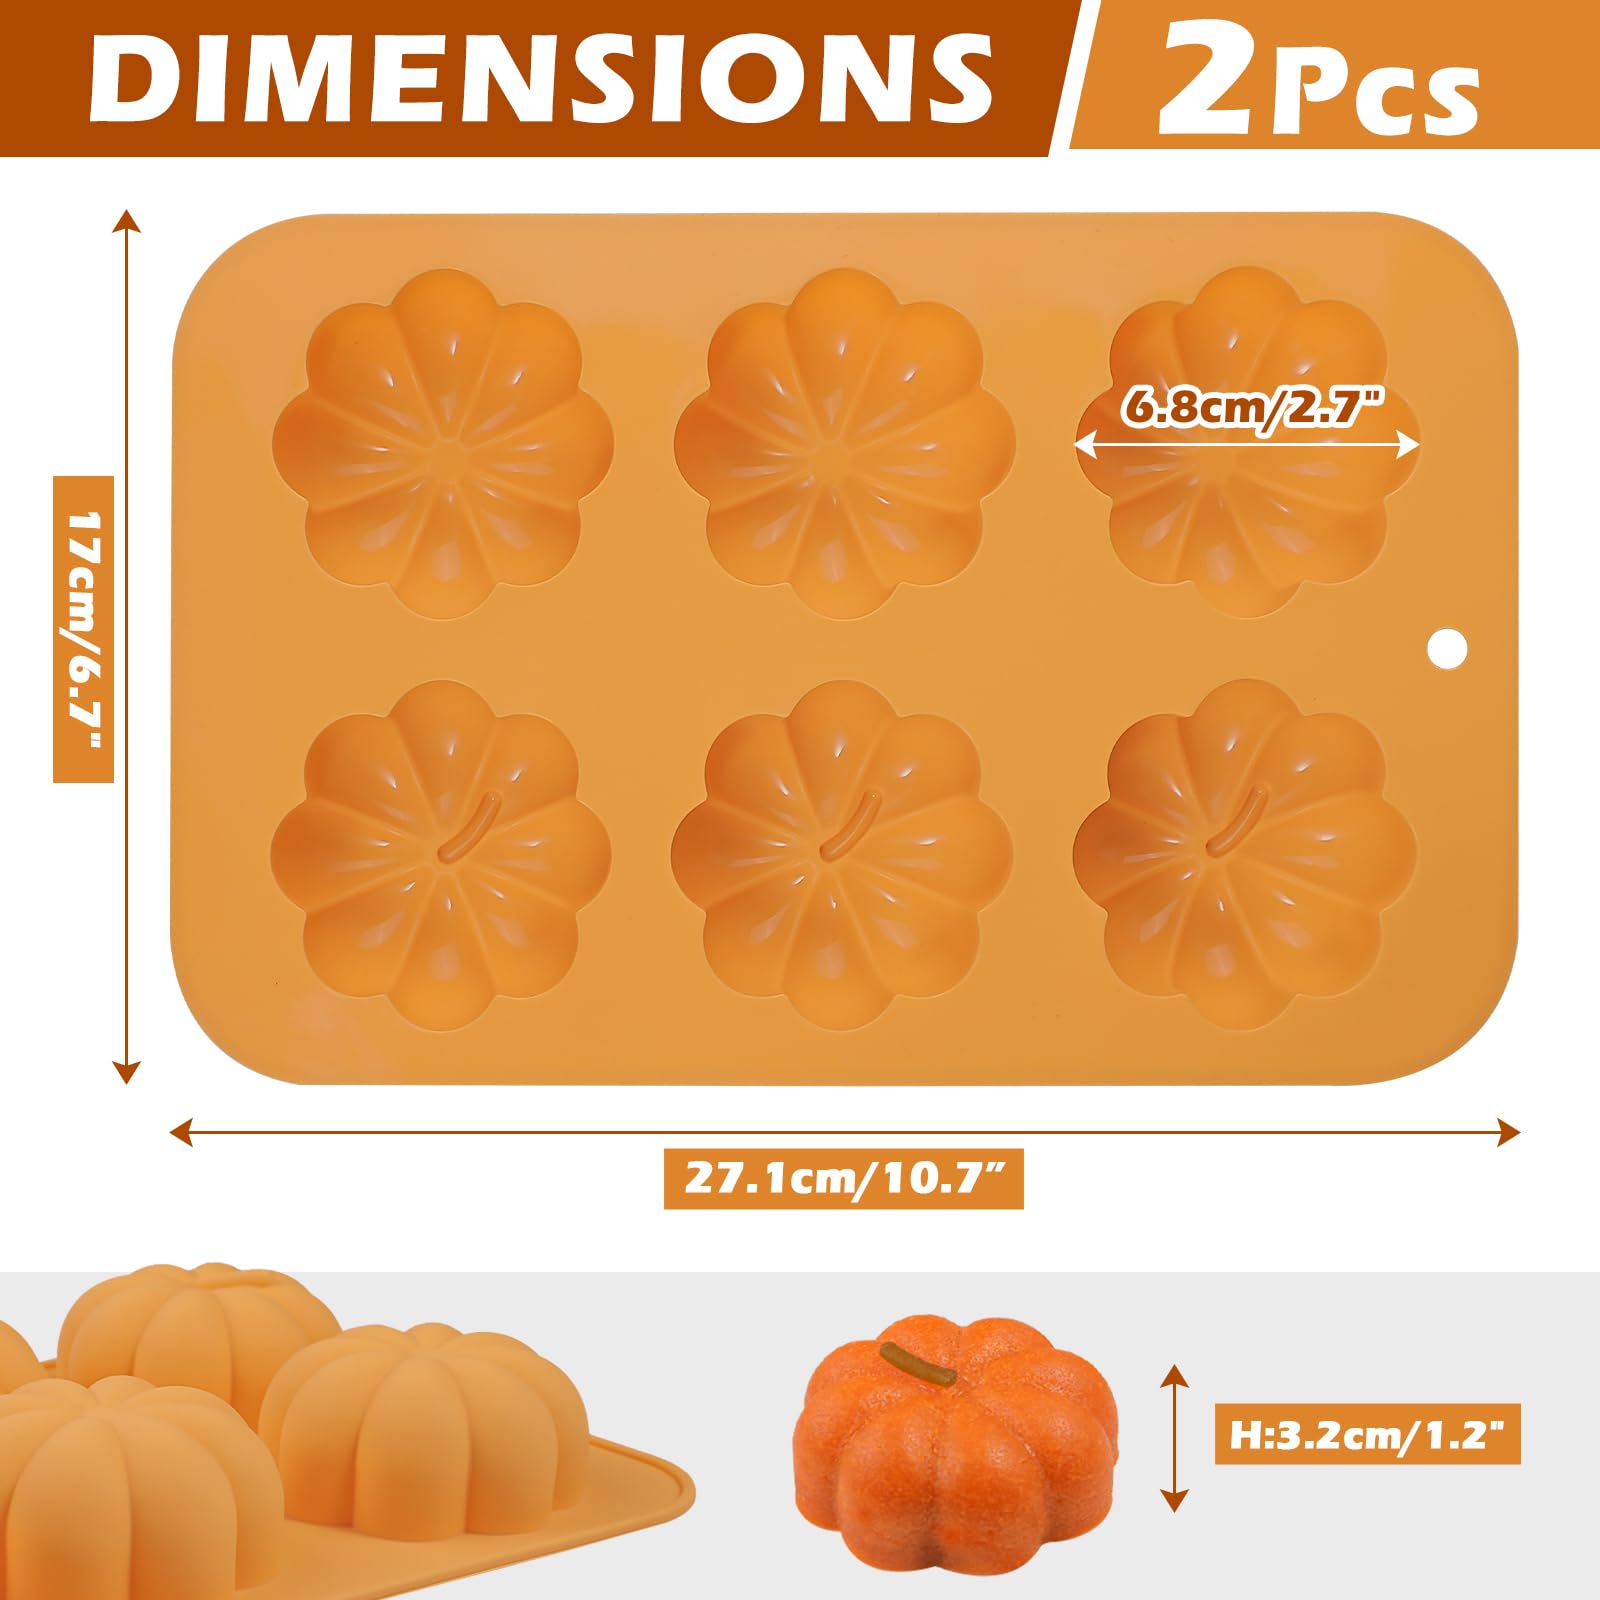 DIMENSIONS
2Pcs
6.8cm/2.7"
17cm/6.7"
27.1cm/10.7"
H:3.2cm/1.2"